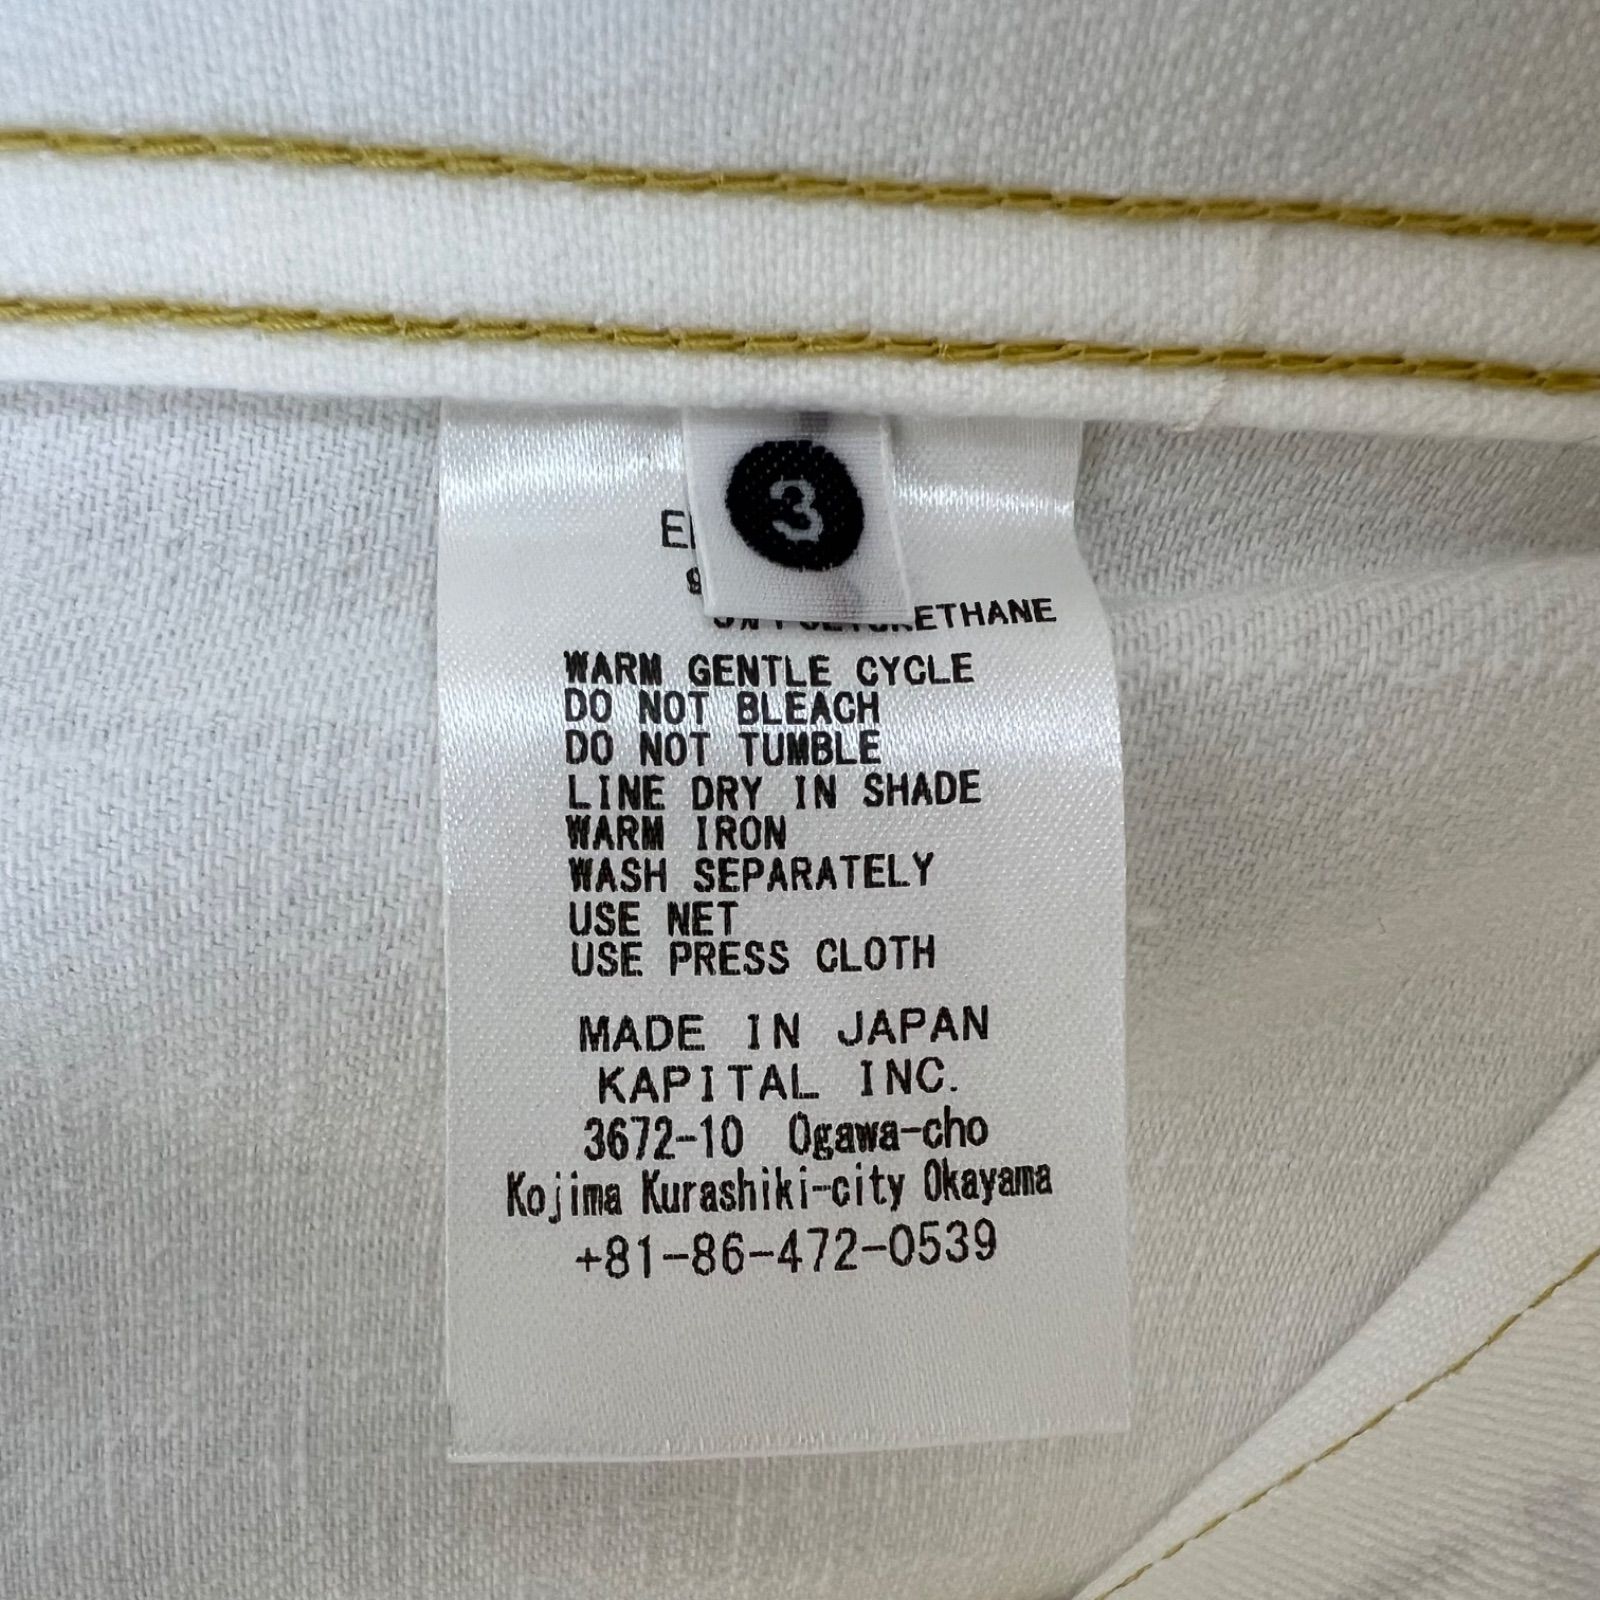 3
ETHANE
WARM GENTLE CYCLE
DO NOT BLEACH
DO NOT TUMBLE
LINE DRY IN SHADE
WARM IRON
WASH SEPARATELY
USE NET
USE PRESS CLOTH
MADE IN JAPAN
KAPITAL INC.
3672-10 Ogawa-cho
Kojima Kurashiki-city Okayama
+81-86-472-0539